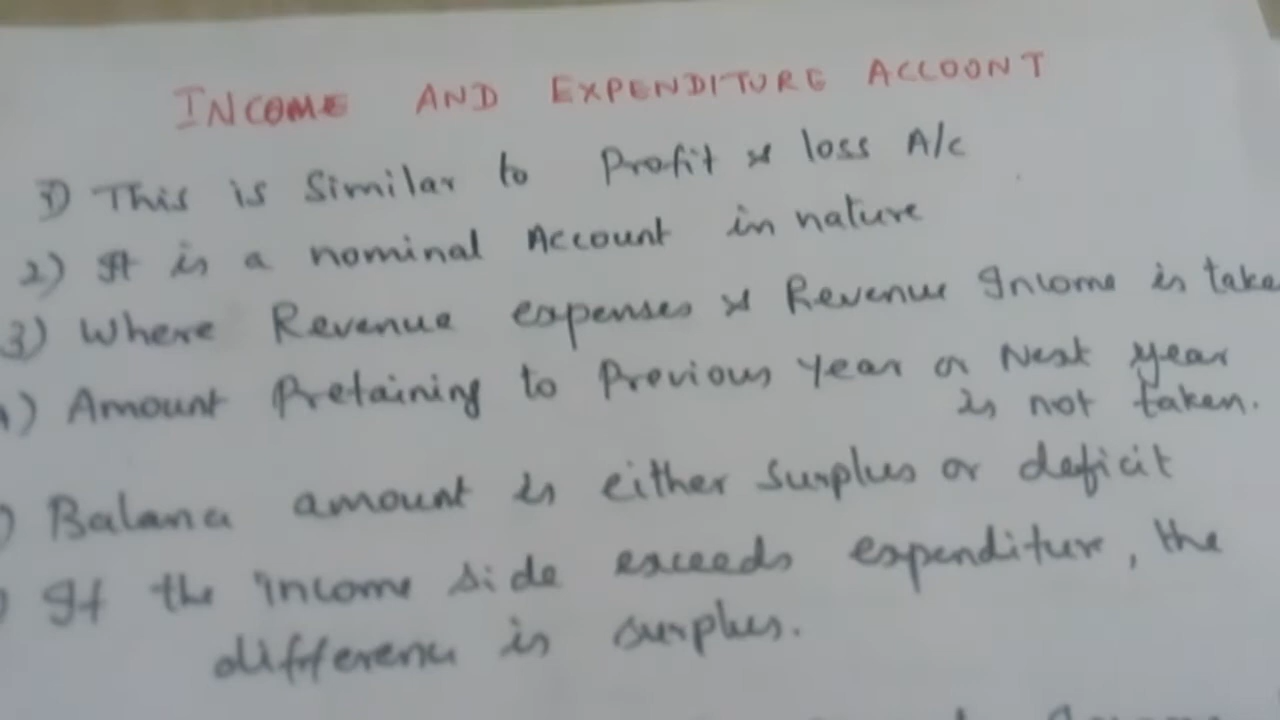 INCOME AND EXPENDITURE ACCOONT
1) This is Similar to Profit & loss A/c
2) It is a nominal Account in nature
3) Where Revenue expenses & Revenue Income is take
4) Amount Pretaining to Previous Year or Next year
is not taken.
) Balance amount is either Surplus or deficit
) If the income side exceeds expenditure, the
difference is surplus.